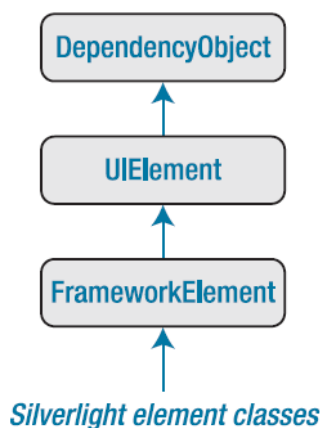 DependencyObject
UIElement
FrameworkElement
Silverlight element classes